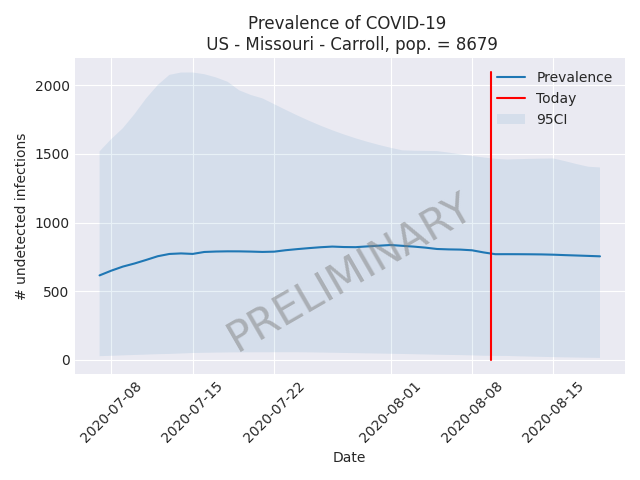 Prevalence of COVID-19
US - Missouri - Carroll, pop. = 8679
# undetected infections
2000
1500
1000
500
0
Prevalence
Today
95CI
PRELIMINARY
2020-07-08
2020-07-15
2020-07-22
2020-08-01
2020-08-08
2020-08-15
Date